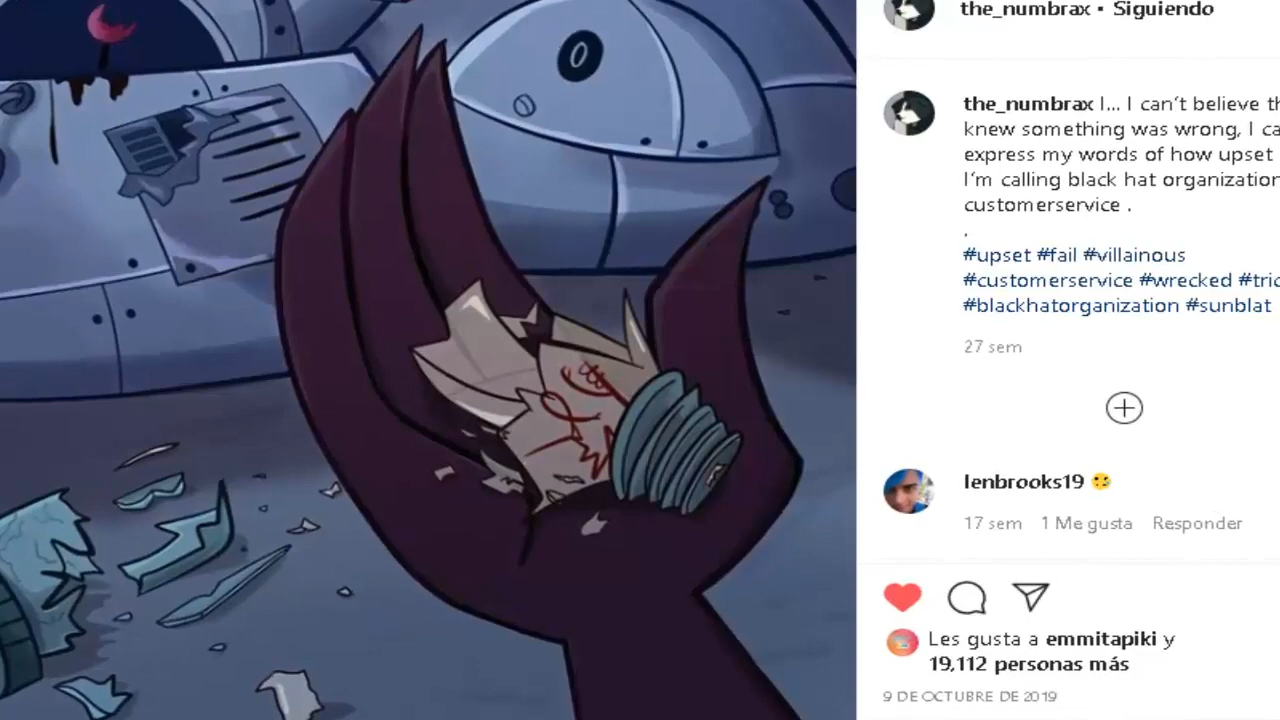 the_numbrax • Siguiendo
0
the_numbrax I... I can't believe th
knew something was wrong, I ca
express my words of how upset
I'm calling black hat organization
customerservice .
.
#upset #fail #villainous
#customerservice #wrecked #tric
#blackhatorganization #sunblat
27 sem
lenbrooks19 
17 sem 1 Me gusta Responder
Les gusta a emmitapiki y
19,112 personas más
9 DE OCTUBRE DE 2019